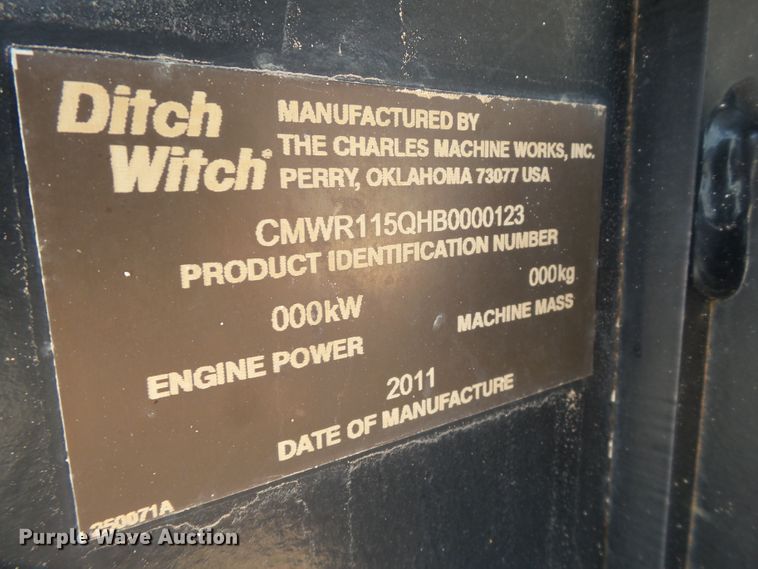 Ditch
Witch®
MANUFACTURED BY
THE CHARLES MACHINE WORKS, INC.
PERRY, OKLAHOMA 73077 USA
CMWR115QHB0000123
PRODUCT IDENTIFICATION NUMBER
000kW
ENGINE POWER
000kg
MACHINE MASS
2011
DATE OF MANUFACTURE
350071A
Purple Wave Auction